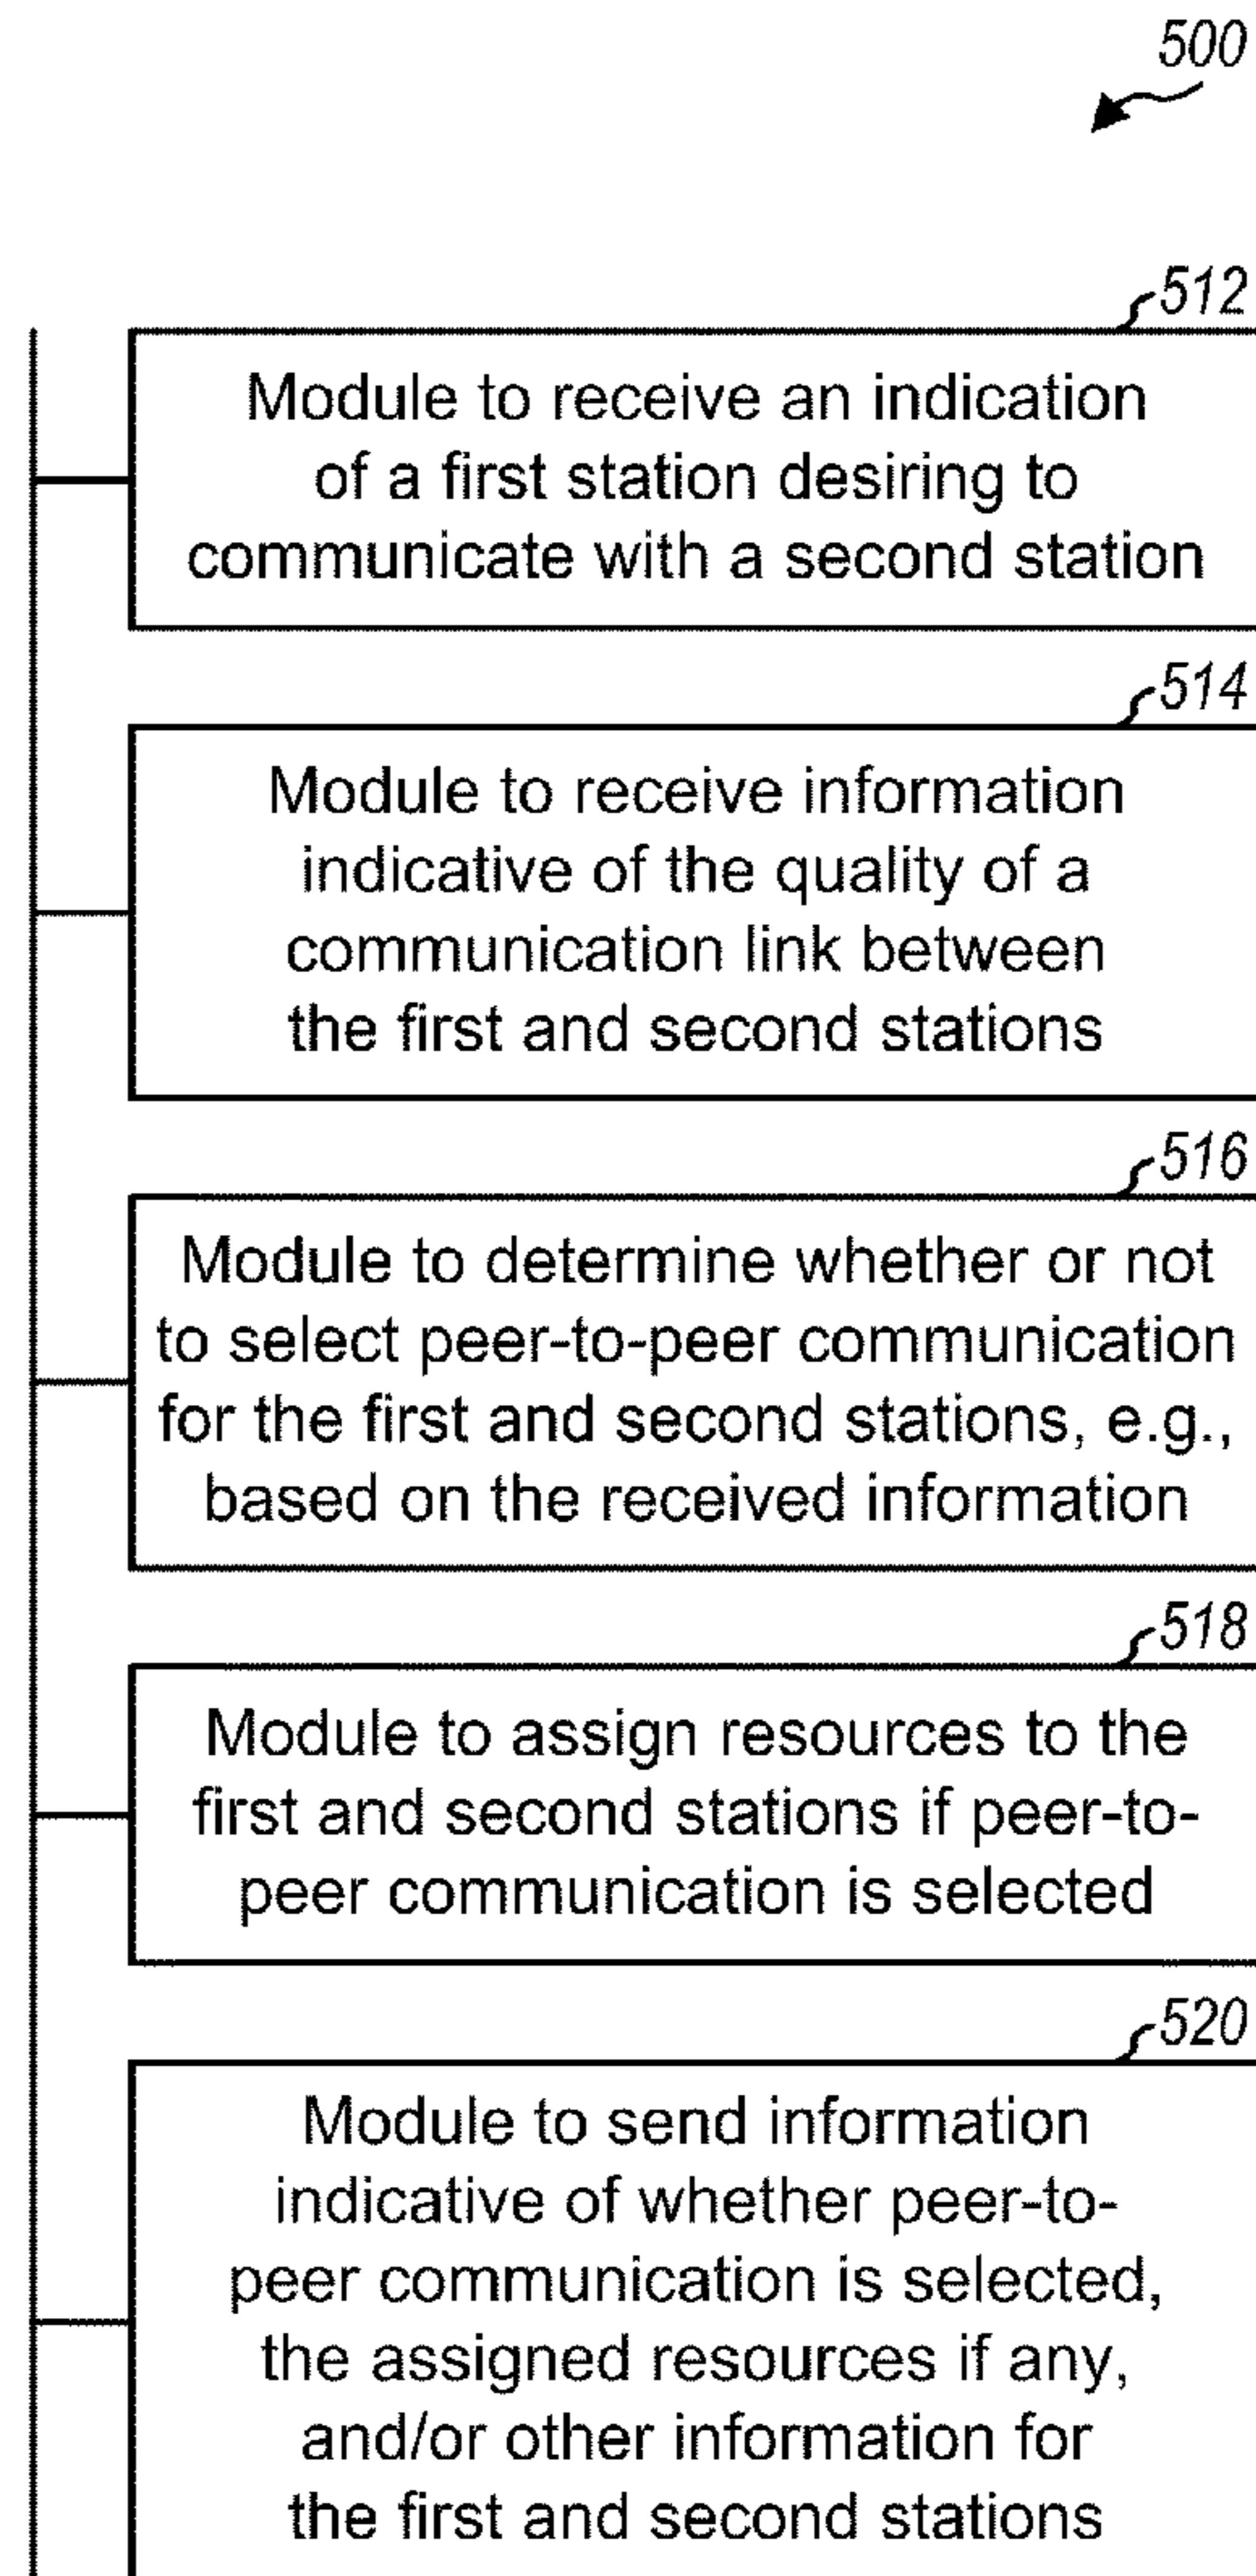 500
512
Module to receive an indication
of a first station desiring to
communicate with a second station
514
Module to receive information
indicative of the quality of a
communication link between
the first and second stations
516
Module to determine whether or not
to select peer-to-peer communication
for the first and second stations, e.g.,
based on the received information
518
Module to assign resources to the
first and second stations if peer-to-
peer communication is selected
520
Module to send information
indicative of whether peer-to-
peer communication is selected,
the assigned resources if any,
and/or other information for
the first and second stations